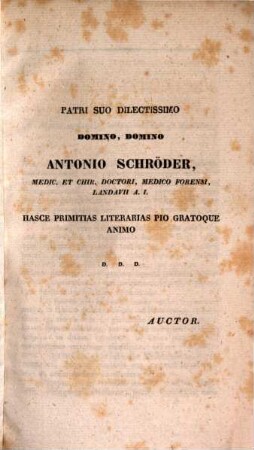 PATRI SUO DILECTISSIMO
DOMINO, DOMINO
ANTONIO SCHRÖDER,
MEDIC. ET CHIR. DOCTORI, MEDICO FORENSI,
LANDAVII A. I.
HASCE PRIMITIAS LITERARIAS PIO GRATOQUE
ANIMO
D. D. D.
AUCTOR.